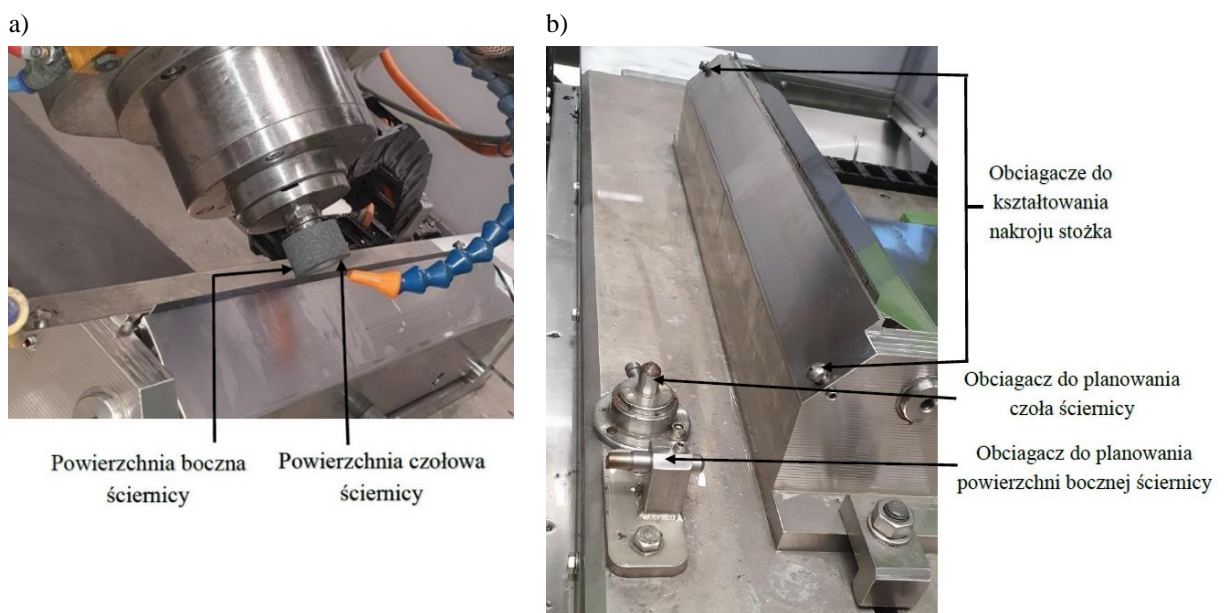 a)
b)
Powierzchnia boczna
ściernicy
Powierzchnia czołowa
ściernicy
Obciagacze do
kształtowania
nakroju stożka
Obciagacz do planowania
czoła ściernicy
Obciagacz do planowania
powierzchni bocznej ściernicy